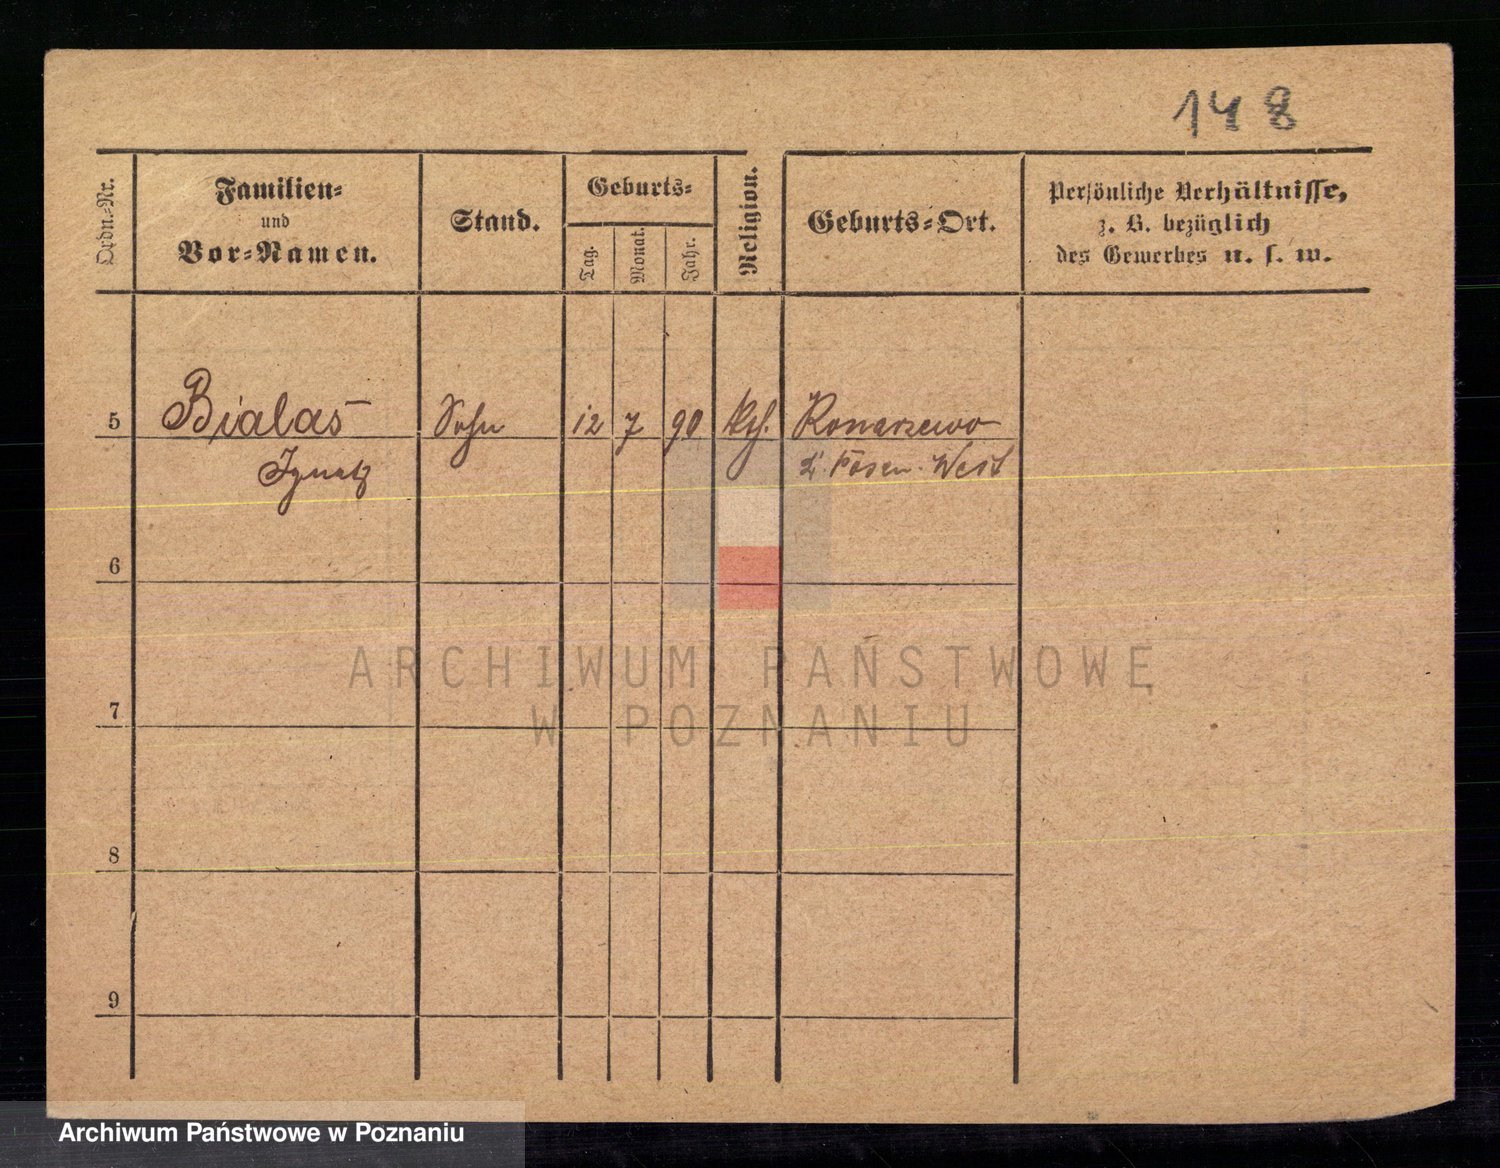 148
Ordn.-Nr.
Familien-
und
Vor-Namen.
Stand.
Geburts-
Tag.
Monat.
Jahr.
Religion.
Geburts-Ort.
Persönliche Verhältnisse,
z. B. bezüglich
des Gewerbes u. s. w.
5 Bialas Sohn 12 7 90 kth. Konarzewo
Ignatz Posen West
6
7
8
9
ARCHIWUM PAŃSTWOWE
W POZNANIU
Archiwum Państwowe w Poznaniu